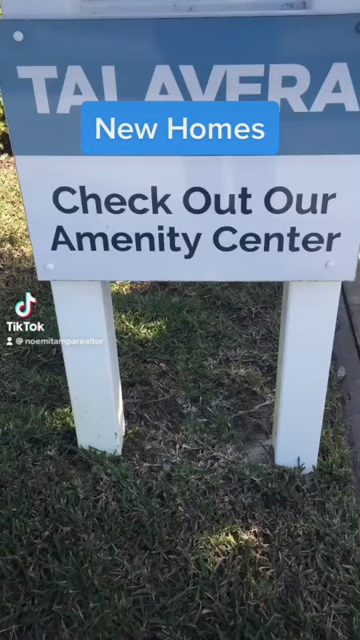 TALAVERA
New Homes
Check Out Our
Amenity Center
TikTok
@ noemitamparealtor